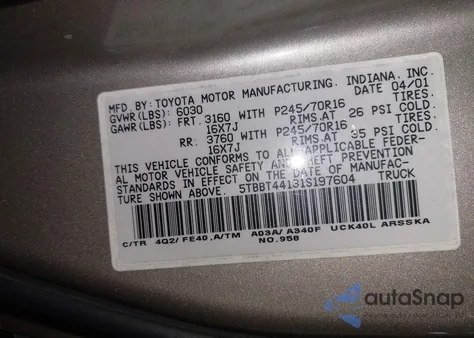 MFD. BY: TOYOTA MOTOR MANUFACTURING. INDIANA. INC.
GVWR(LBS): 6030 DATE: 04/01
GAWR(LBS): FRT. 3160 WITH P245/70R16 TIRES.
16X7J RIMS.AT 26 PSI COLD.
RR. 3760 WITH P245/70R16 TIRES.
16X7J RIMS.AT 35 PSI COLD.
THIS VEHICLE CONFORMS TO ALL APPLICABLE FEDER-
AL MOTOR VEHICLE SAFETY AND THEFT PREVENTION
STANDARDS IN EFFECT ON THE DATE OF MANUFAC-
TURE SHOWN ABOVE. 5TBBT44131S197604 TRUCK
C/TR 4Q2/ FE40,A/TM A03A/ A340F UCK40L ARSSKA
NO.958
autoSnap